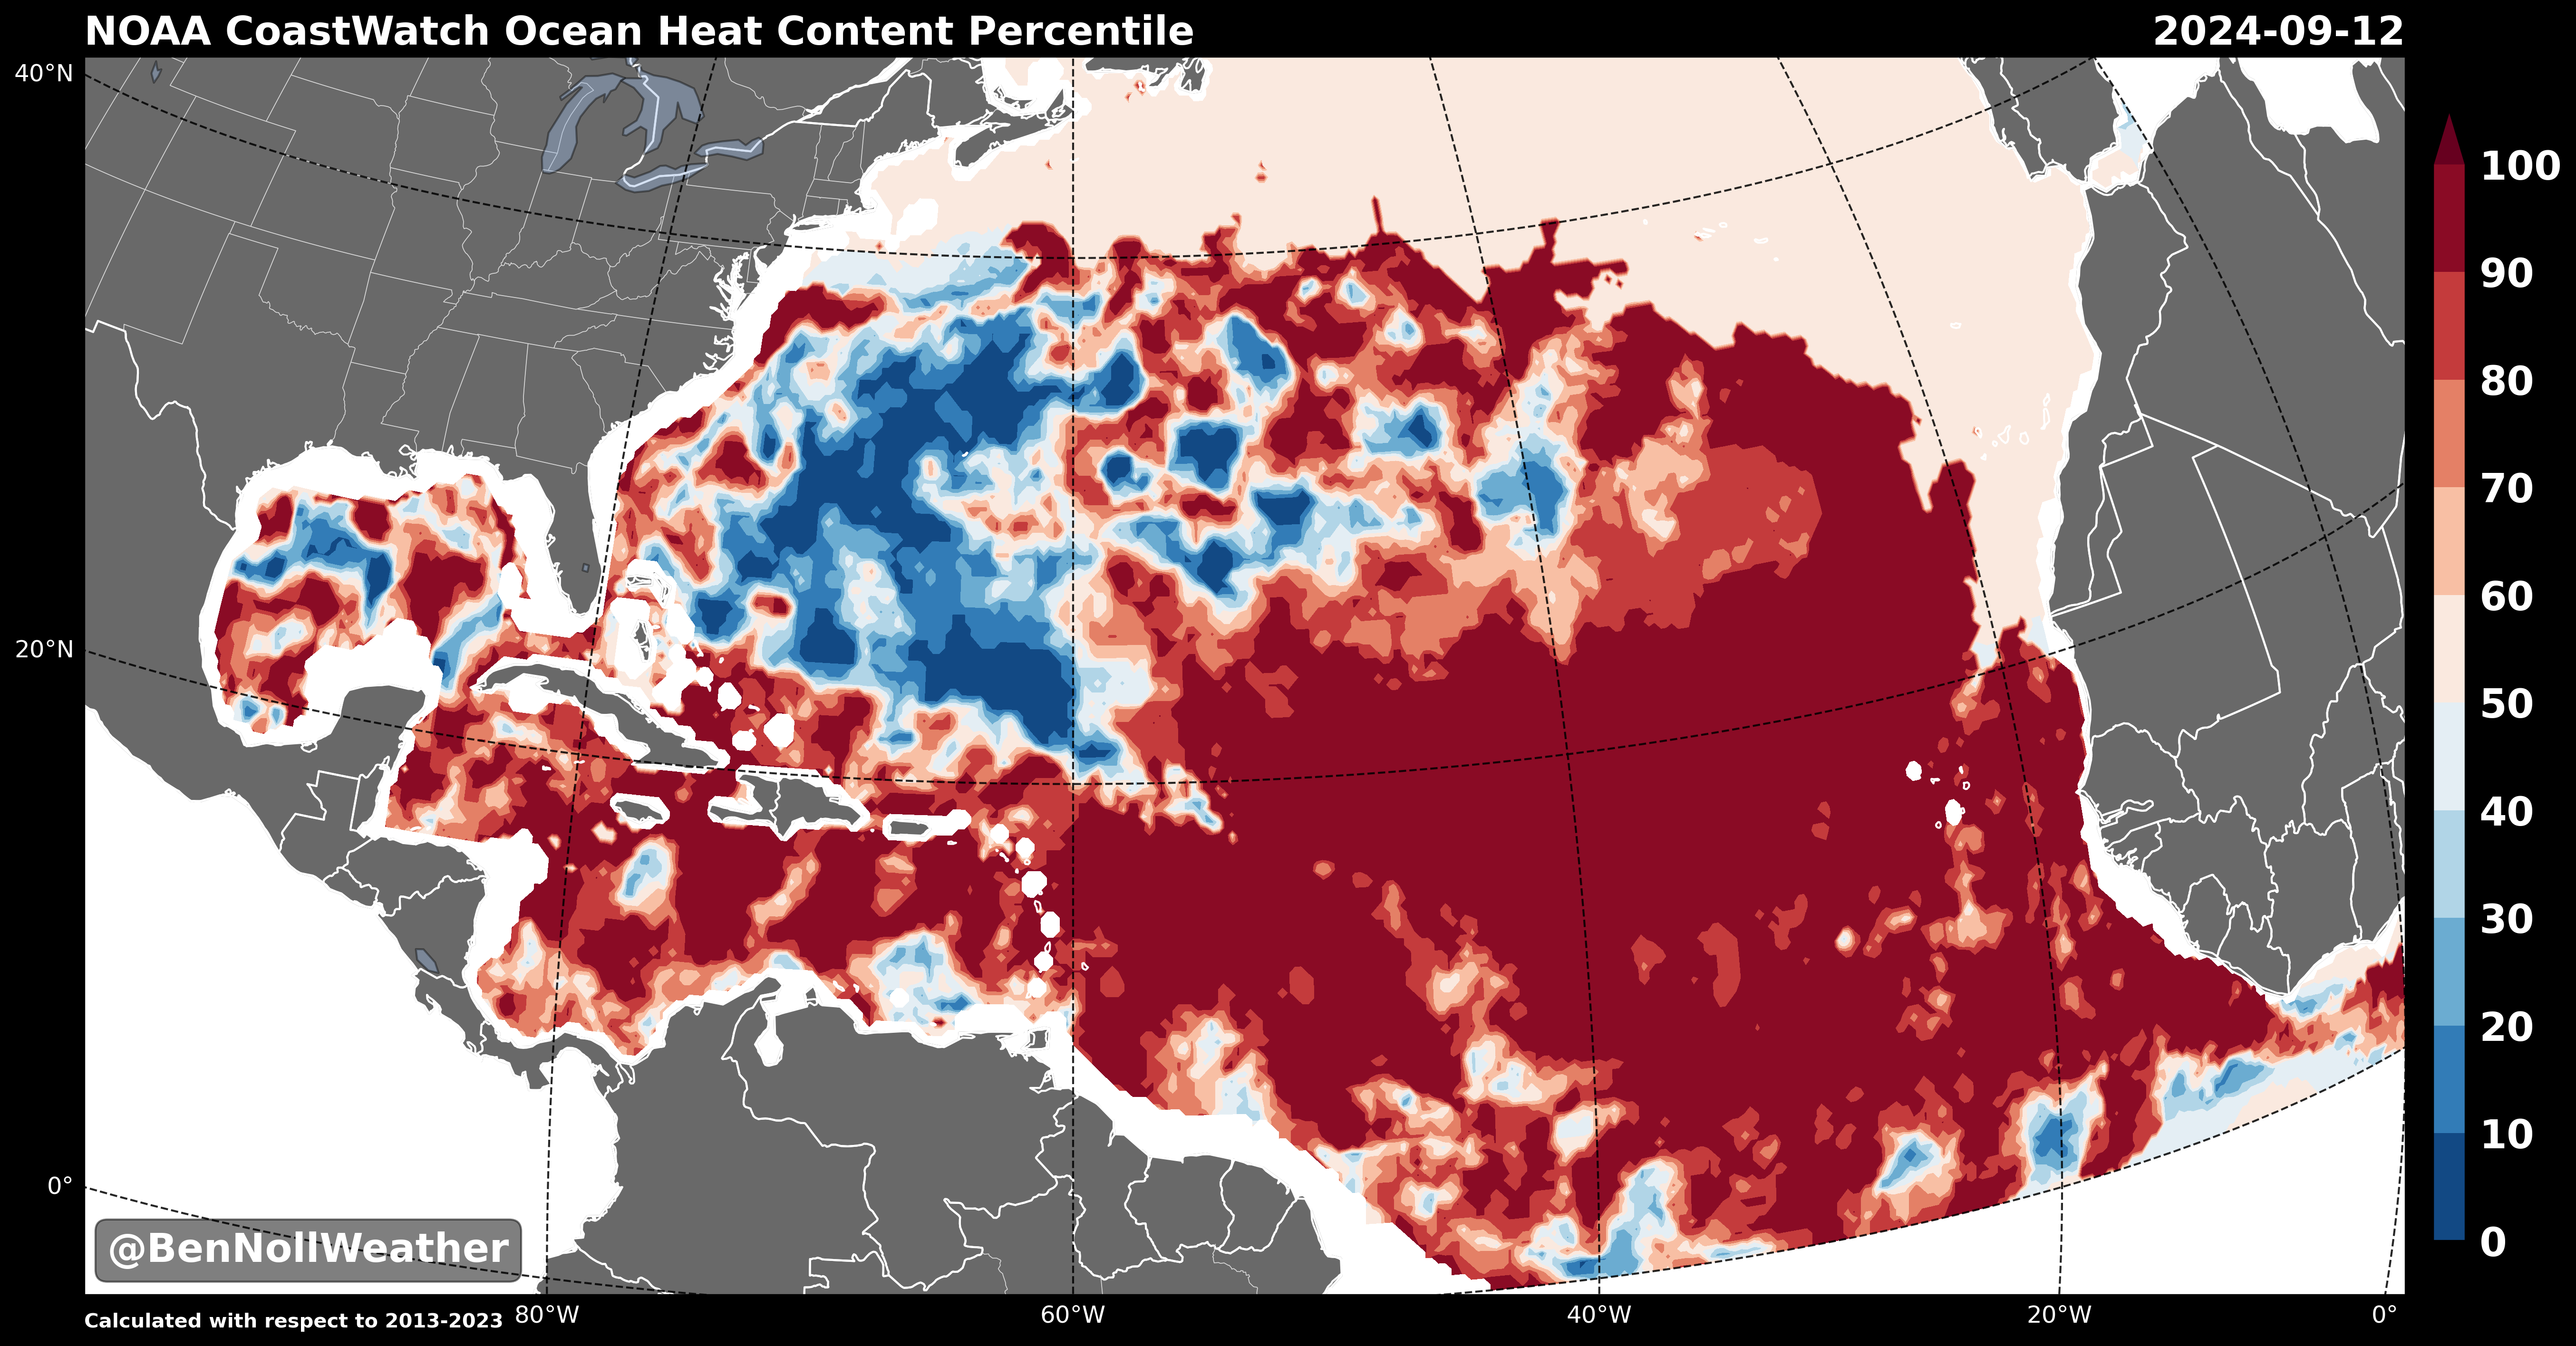 NOAA CoastWatch Ocean Heat Content Percentile 2024-09-12
40°N
20°N
0°
100
90
80
70
60
50
40
30
20
10
0
@BenNollWeather
Calculated with respect to 2013-2023
80°W 60°W 40°W 20°W 0°